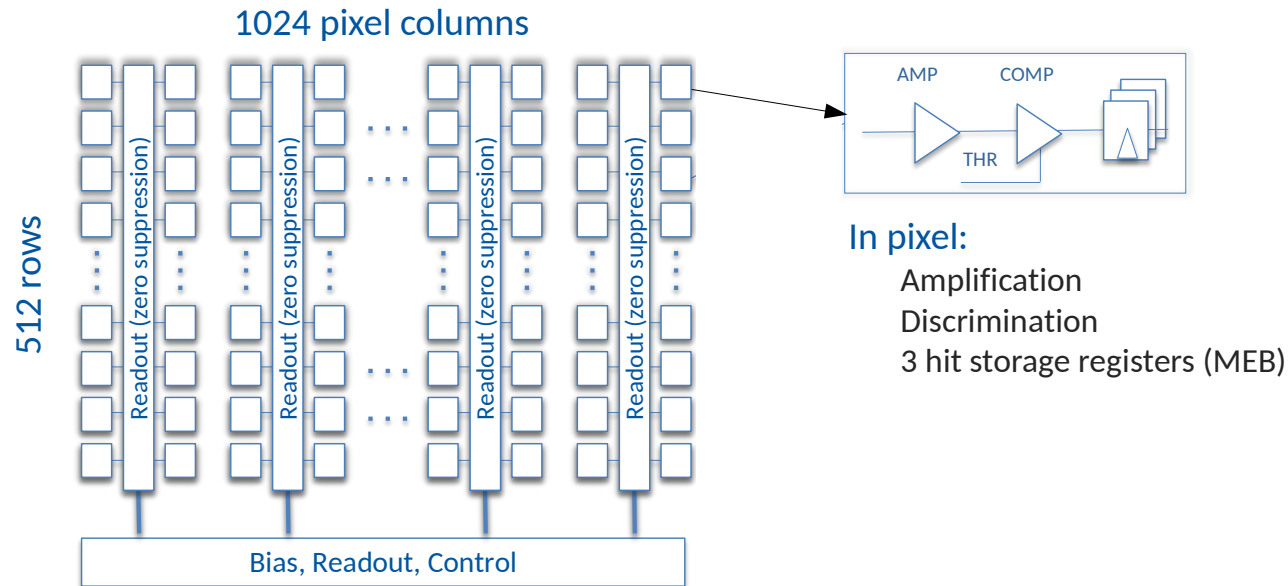 1024 pixel columns
512 rows
Readout (zero suppression)
Readout (zero suppression)
. . .
. . .
. . .
Readout (zero suppression)
Readout (zero suppression)
Bias, Readout, Control
AMP
COMP
THR
In pixel:
Amplification
Discrimination
3 hit storage registers (MEB)